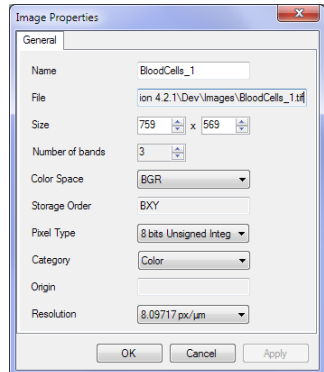 Image Properties
General
Name BloodCells_1
File ion 4.2.1\Dev\Images\BloodCells_1.tif
Size 759 x 569
Number of bands 3
Color Space BGR
Storage Order BXY
Pixel Type 8 bits Unsigned Integ
Category Color
Origin
Resolution 8.09717 px/µm
OK Cancel Apply